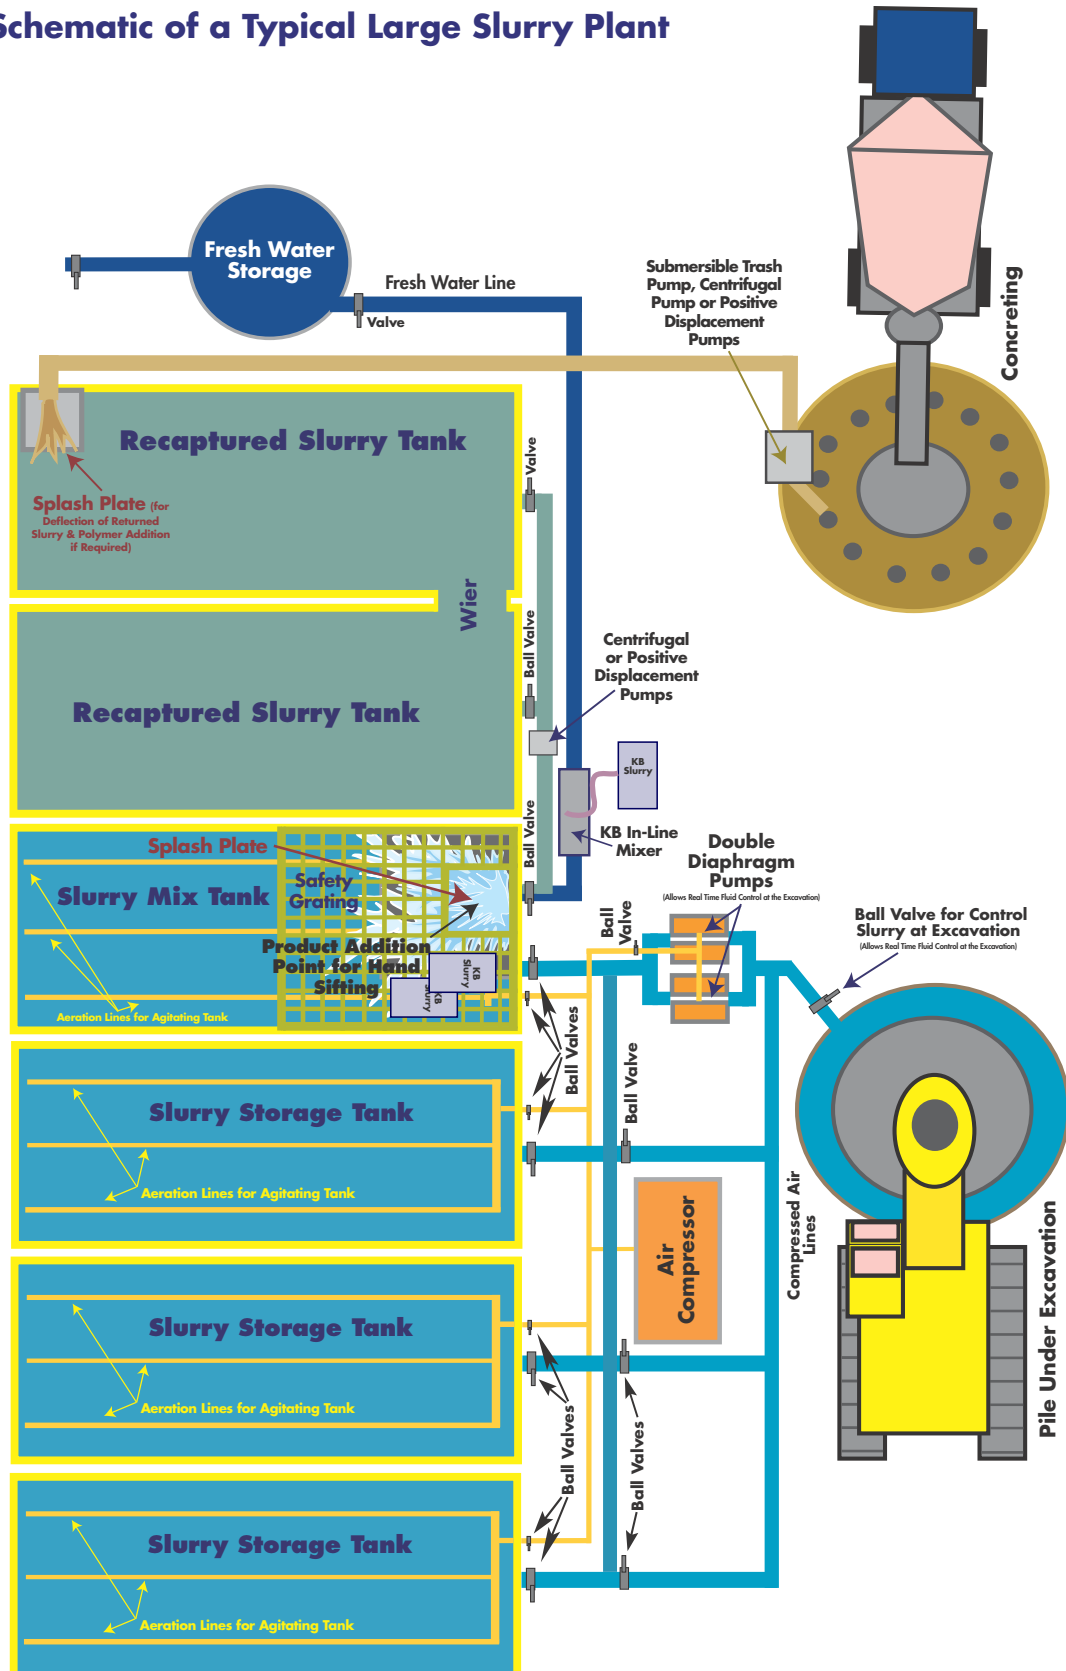 Schematic of a Typical Large Slurry Plant
Fresh Water
Storage
Fresh Water Line
Valve
Submersible Trash
Pump, Centrifugal
Pump or Positive
Displacement
Pumps
Concreting
Recaptured Slurry Tank
Valve
Splash Plate (for
Deflection of Returned
Slurry & Polymer Addition
if Required)
Wier
Ball Valve
Centrifugal
or Positive
Displacement
Pumps
Recaptured Slurry Tank
KB
Slurry
Ball Valve
KB In-Line
Mixer
Splash Plate
Safety
Grating
Slurry Mix Tank
Product Addition
Point for Hand
Sifting
KB
Slurry
KB
Slurry
Aeration Lines for Agitating Tank
Double
Diaphragm
Pumps
(Allows Real Time Fluid Control at the Excavation)
Ball
Valve
Ball Valve for Control
Slurry at Excavation
(Allows Real Time Fluid Control at the Excavation)
Ball Valves
Ball Valve
Slurry Storage Tank
Aeration Lines for Agitating Tank
Air
Compressor
Compressed Air
Lines
Pile Under Excavation
Slurry Storage Tank
Aeration Lines for Agitating Tank
Ball Valves
Ball Valves
Slurry Storage Tank
Aeration Lines for Agitating Tank